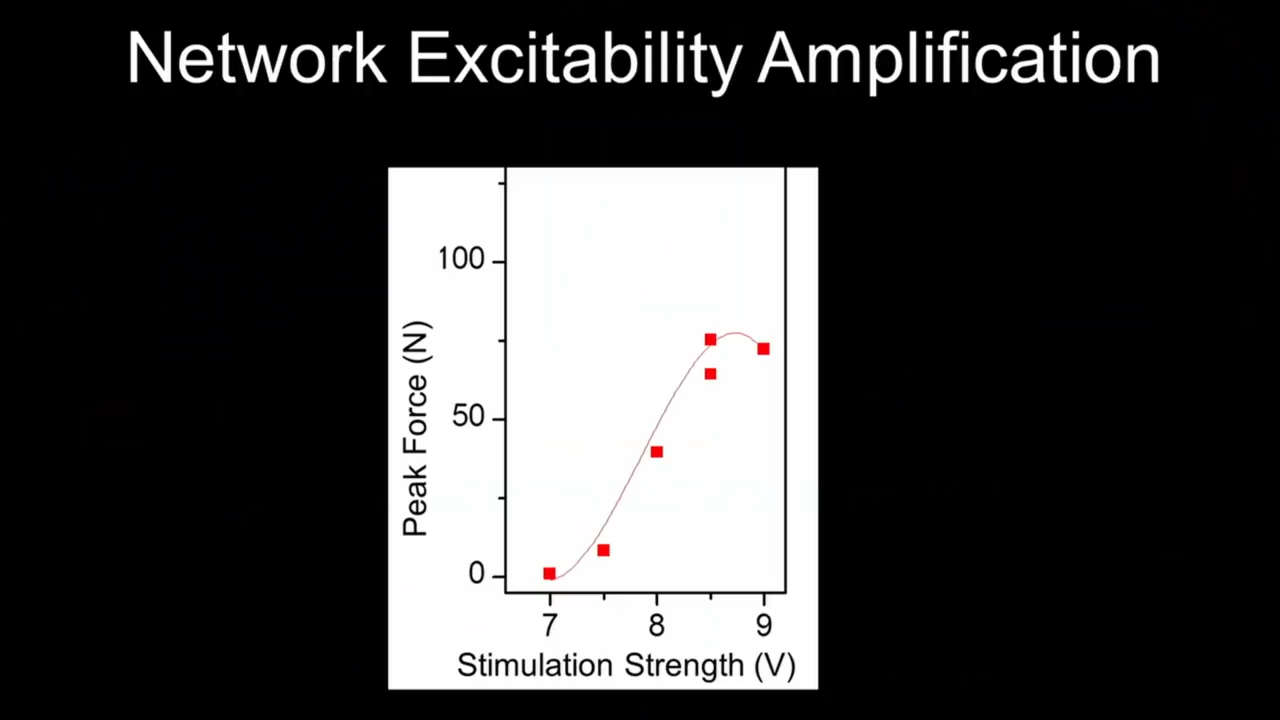 Network Excitability Amplification
100
50
0
Peak Force (N)
7 8 9
Stimulation Strength (V)